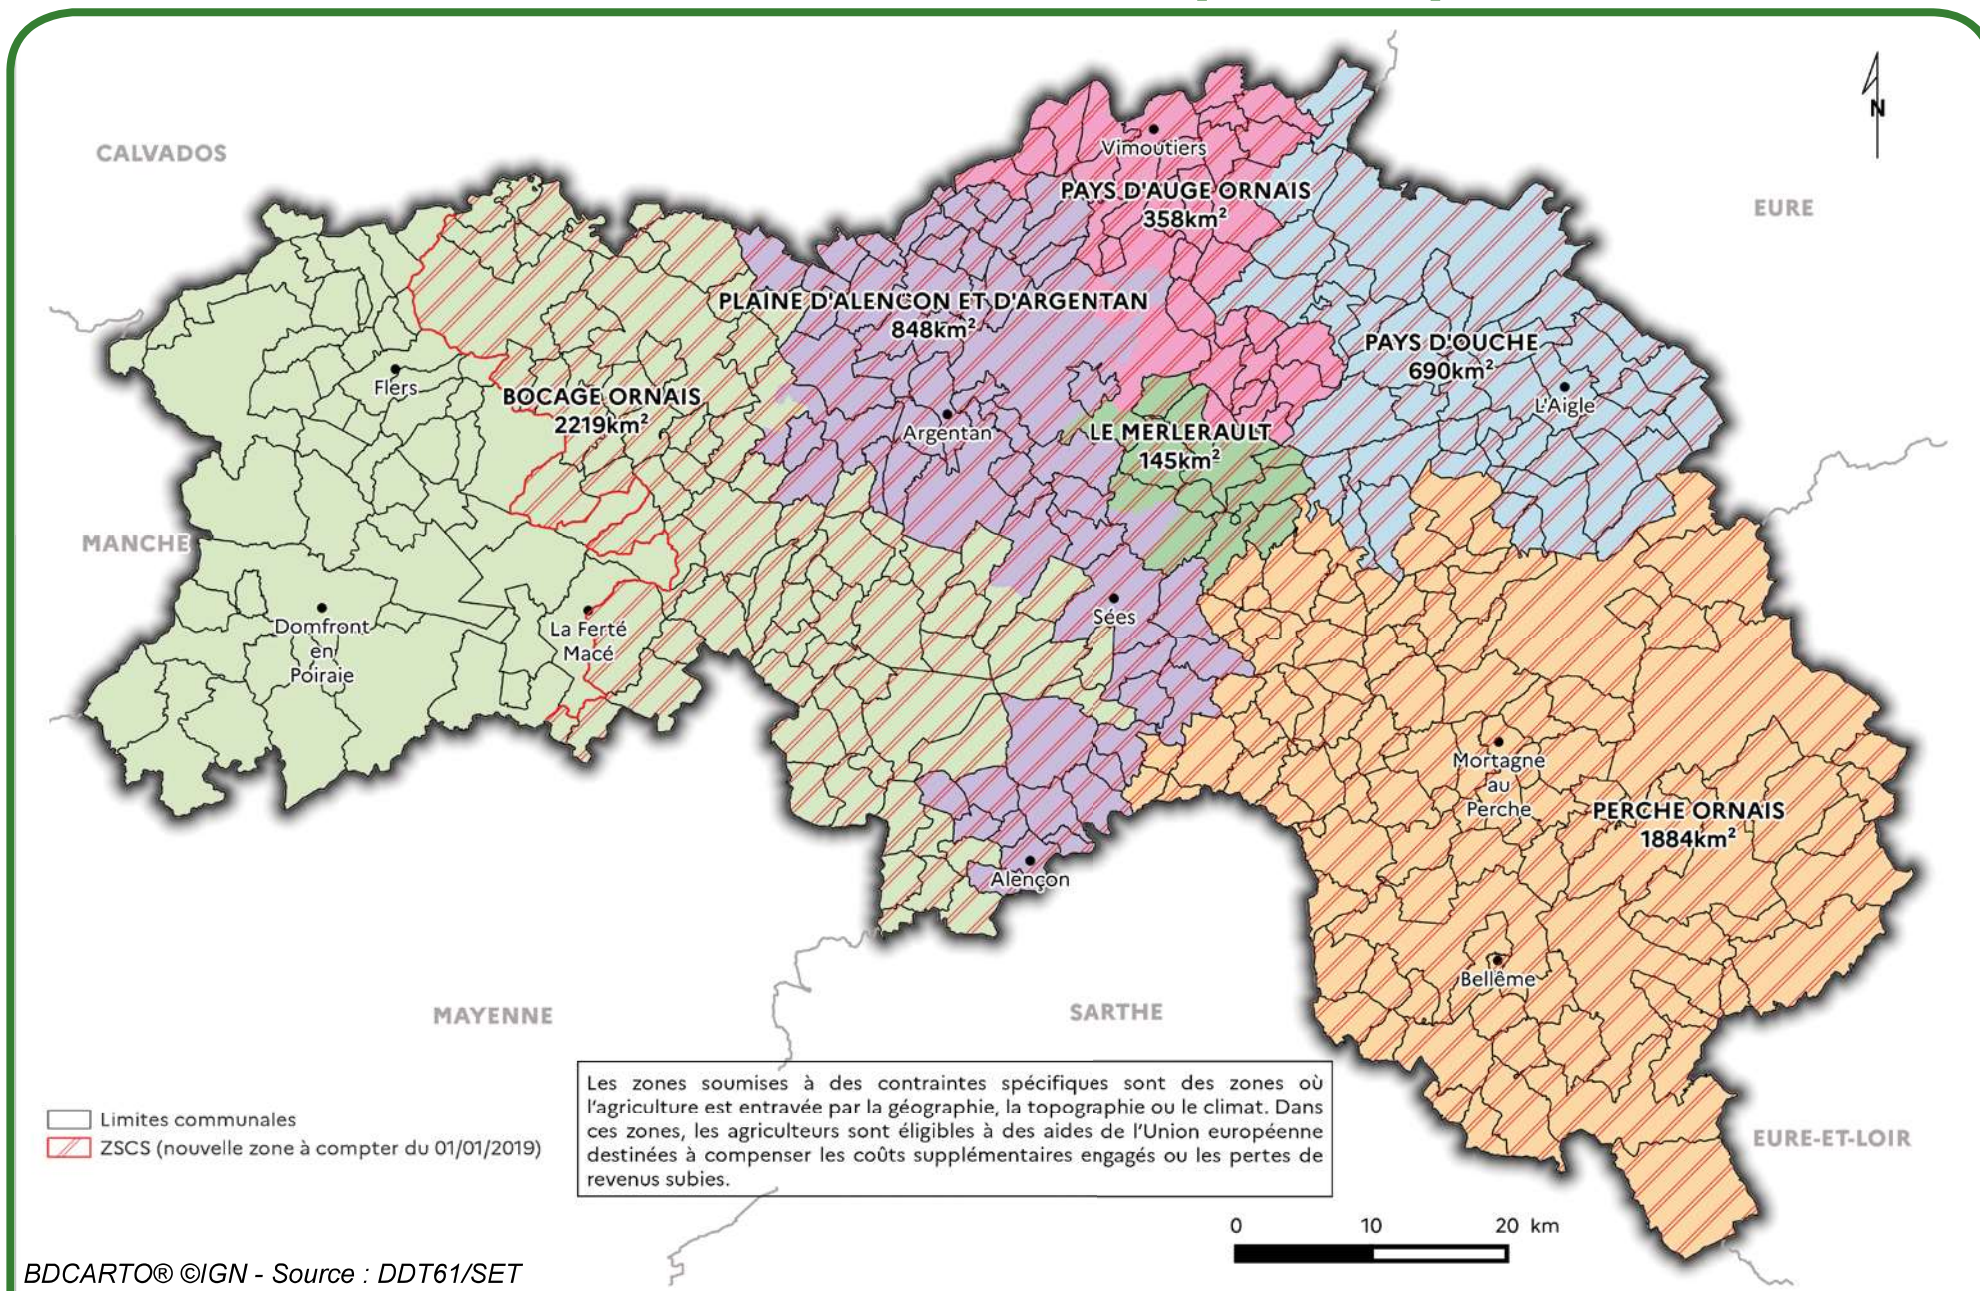 N
CALVADOS
EURE
Vimoutiers
PAYS D'AUGE ORNAIS
358km²
PLAINE D'ALENCON ET D'ARGENTAN
848km²
PAYS D'OUCHE
690km²
Flers
BOCAGE ORNAIS
2219km²
L'Aigle
Argentan
LE MERLERAULT
145km²
MANCHE
Domfront
en
Poiraie
La Ferté
Macé
Sées
Mortagne
au
Perche
PERCHE ORNAIS
1884km²
Alençon
Bellême
MAYENNE
SARTHE
EURE-ET-LOIR
Les zones soumises à des contraintes spécifiques sont des zones où
l'agriculture est entravée par la géographie, la topographie ou le climat. Dans
ces zones, les agriculteurs sont éligibles à des aides de l'Union européenne
destinées à compenser les coûts supplémentaires engagés ou les pertes de
revenus subies.
Limites communales
ZSCS (nouvelle zone à compter du 01/01/2019)
0 10 20 km
BDCARTO® ©IGN - Source : DDT61/SET